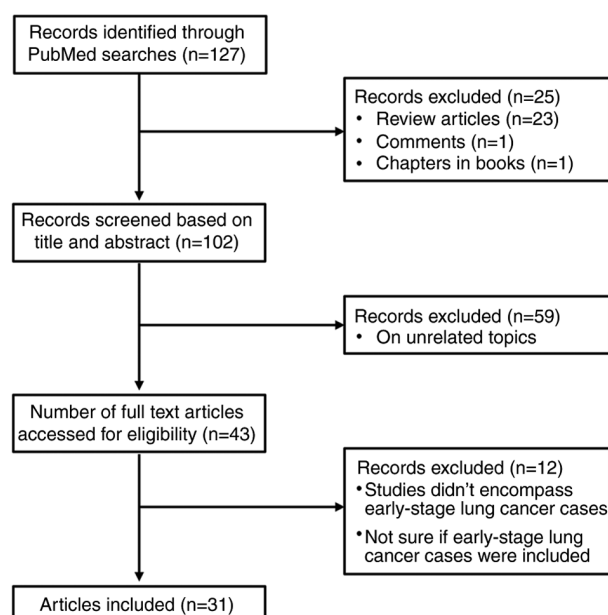 Records identified through
PubMed searches (n=127)
Records excluded (n=25)
• Review articles (n=23)
• Comments (n=1)
• Chapters in books (n=1)
Records screened based on
title and abstract (n=102)
Records excluded (n=59)
• On unrelated topics
Number of full text articles
accessed for eligibility (n=43)
Records excluded (n=12)
•Studies didn't encompass
early-stage lung cancer cases
•Not sure if early-stage lung
cancer cases were included
Articles included (n=31)